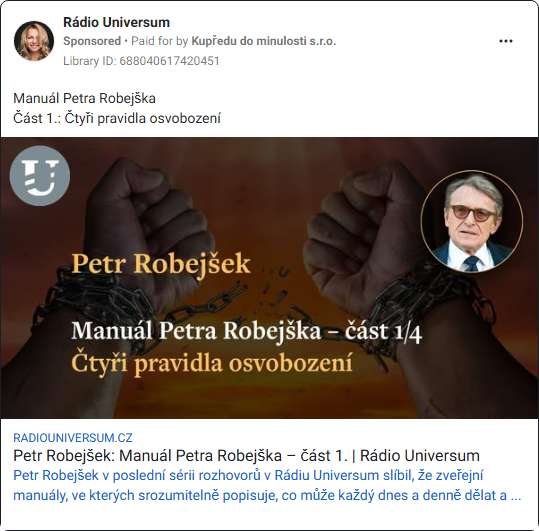 Rádio Universum
Sponsored • Paid for by Kupředu do minulosti s.r.o.
Library ID: 688040617420451
Manuál Petra Robejška
Část 1.: Čtyři pravidla osvobození
U
Petr Robejšek
Manuál Petra Robejška – část 1/4
Čtyři pravidla osvobození
RADIOUNIVERSUM.CZ
Petr Robejšek: Manuál Petra Robejška – část 1. | Rádio Universum
Petr Robejšek v poslední sérii rozhovorů v Rádiu Universum slíbil, že zveřejní
manuály, ve kterých srozumitelně popisuje, co může každý dnes a denně dělat a ...